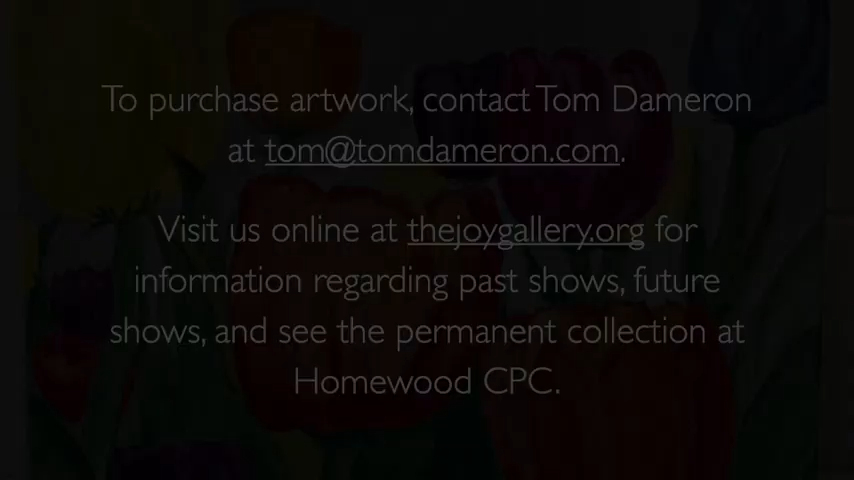 To purchase artwork, contact Tom Dameron
at tom@tomdameron.com.
Visit us online at thejoygallery.org for
information regarding past shows, future
shows, and see the permanent collection at
Homewood CPC.